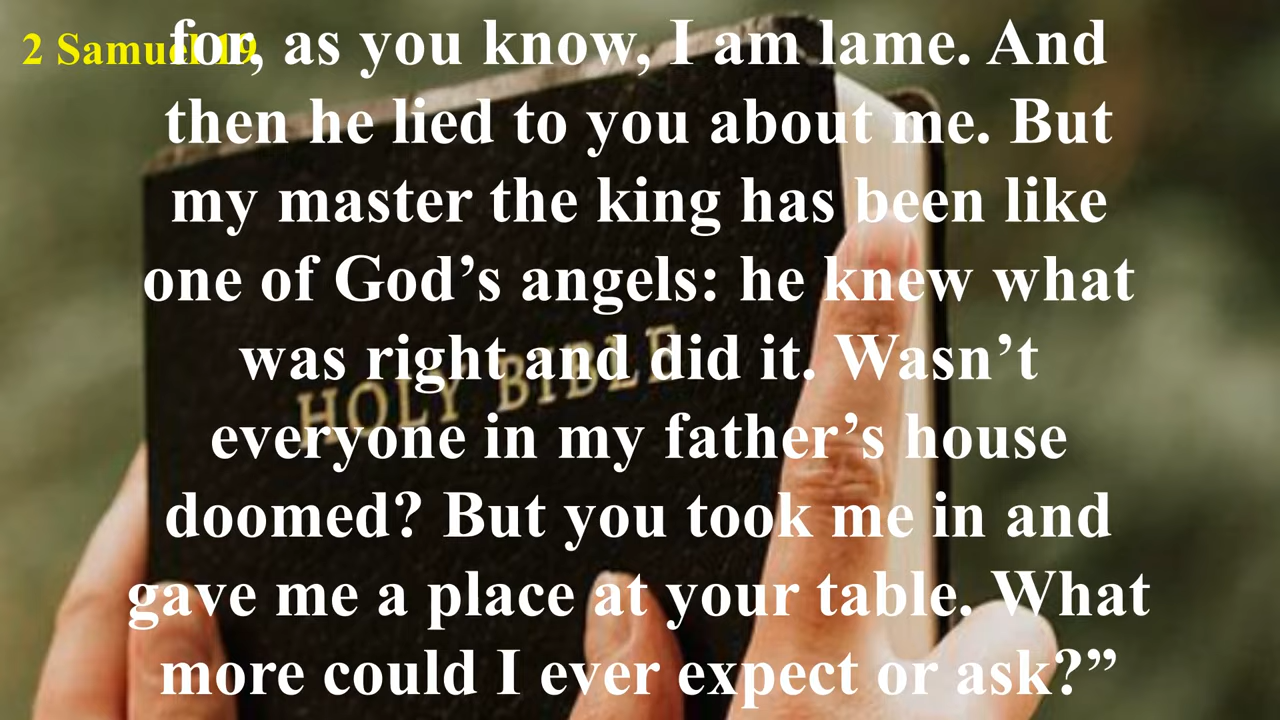 2 Samuel 19
for, as you know, I am lame. And
then he lied to you about me. But
my master the king has been like
one of God’s angels: he knew what
was right and did it. Wasn’t
everyone in my father’s house
doomed? But you took me in and
gave me a place at your table. What
more could I ever expect or ask?”
HOLY BIBLE